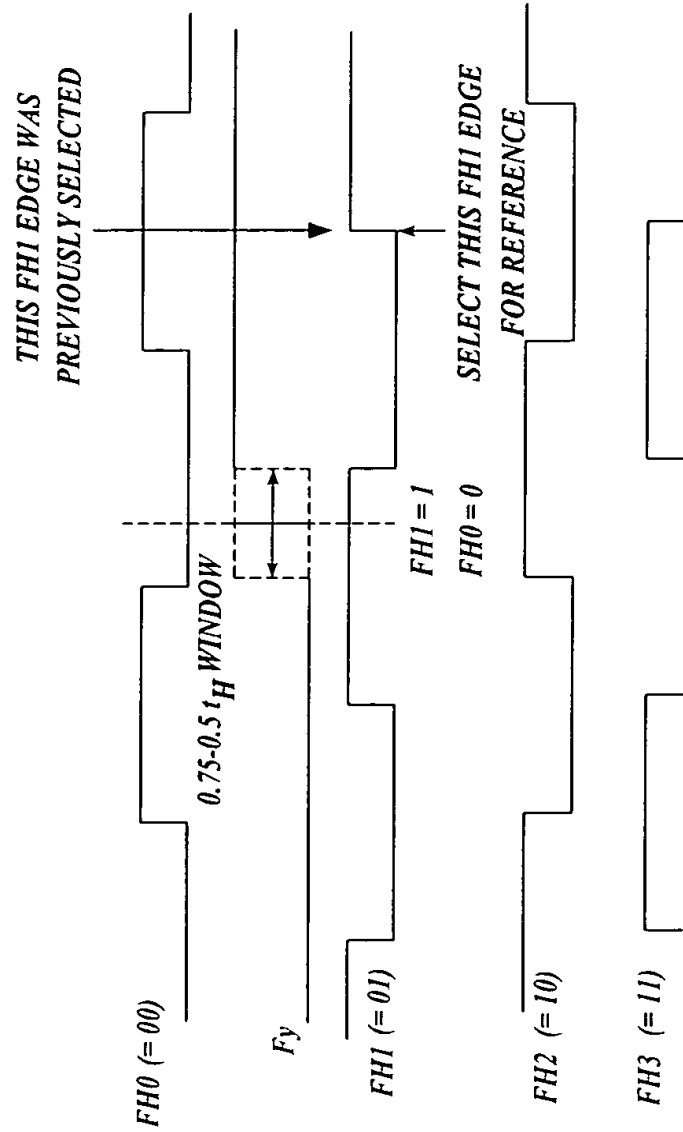 THIS FH1 EDGE WAS
PREVIOUSLY SELECTED
FH0 (= 00)
0.75-0.5 tH WINDOW
Fy
FH1 (= 01)
FH1 = 1
FH0 = 0
SELECT THIS FH1 EDGE
FOR REFERENCE
FH2 (= 10)
FH3 (= 11)